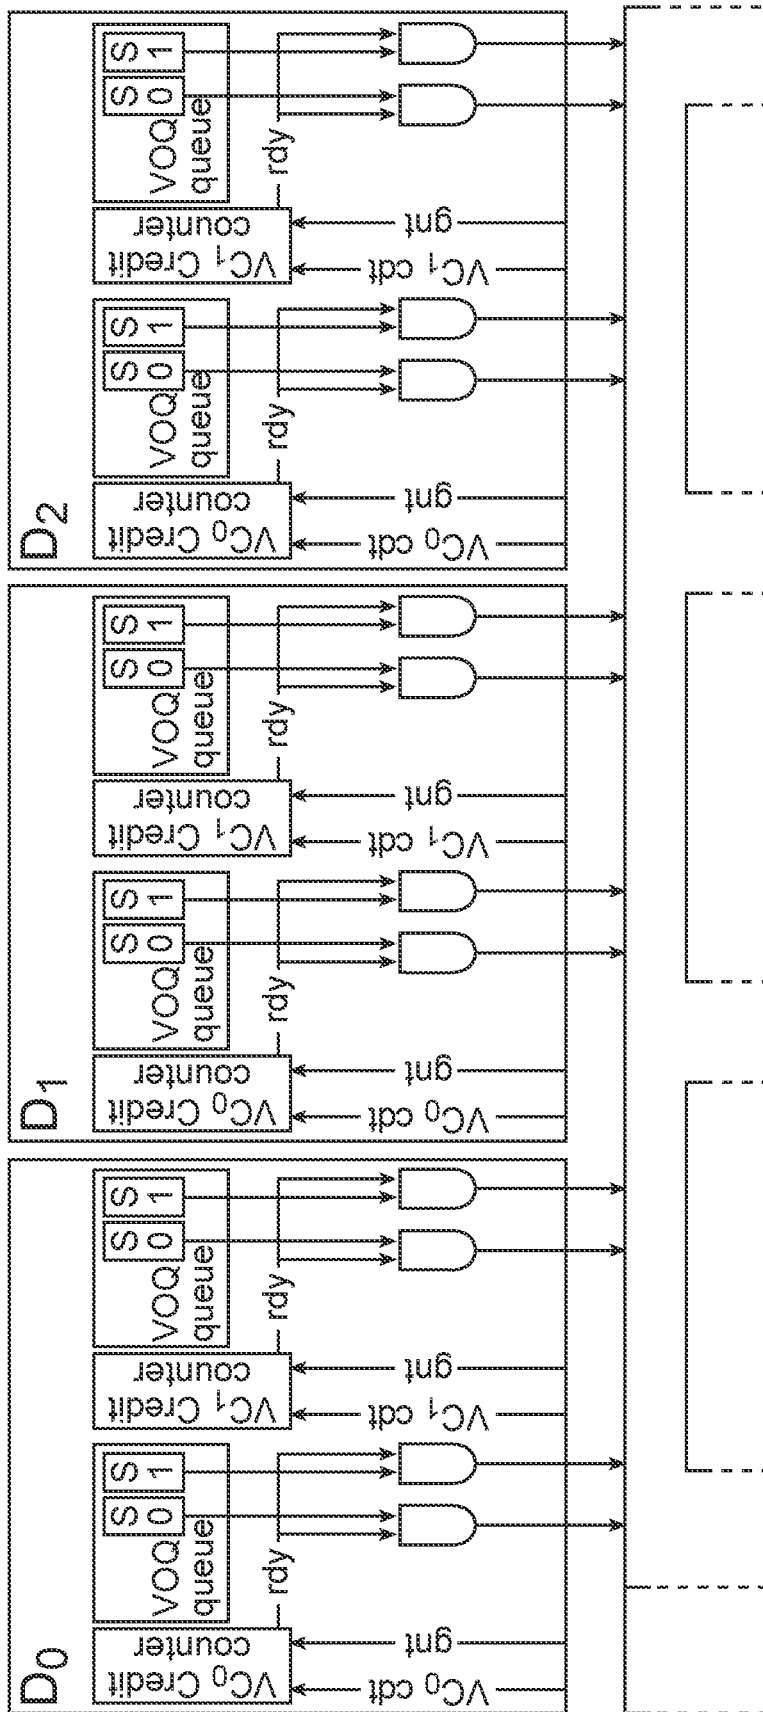 D2
VC0 Credit
counter
VOQ
queue
S
0
S
1
rdy
VC0 cdt
gnt
VC1 Credit
counter
VOQ
queue
S
0
S
1
rdy
VC1 cdt
gnt
D1
VC0 Credit
counter
VOQ
queue
S
0
S
1
rdy
VC0 cdt
gnt
VC1 Credit
counter
VOQ
queue
S
0
S
1
rdy
VC1 cdt
gnt
D0
VC0 Credit
counter
VOQ
queue
S
0
S
1
rdy
VC0 cdt
gnt
VC1 Credit
counter
VOQ
queue
S
0
S
1
rdy
VC1 cdt
gnt